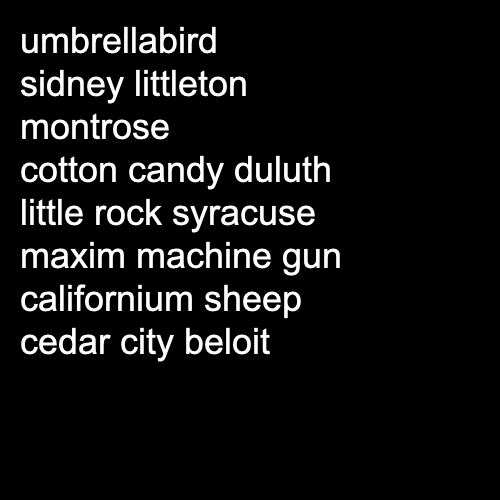 umbrellabird
sidney littleton
montrose
cotton candy duluth
little rock syracuse
maxim machine gun
californium sheep
cedar city beloit